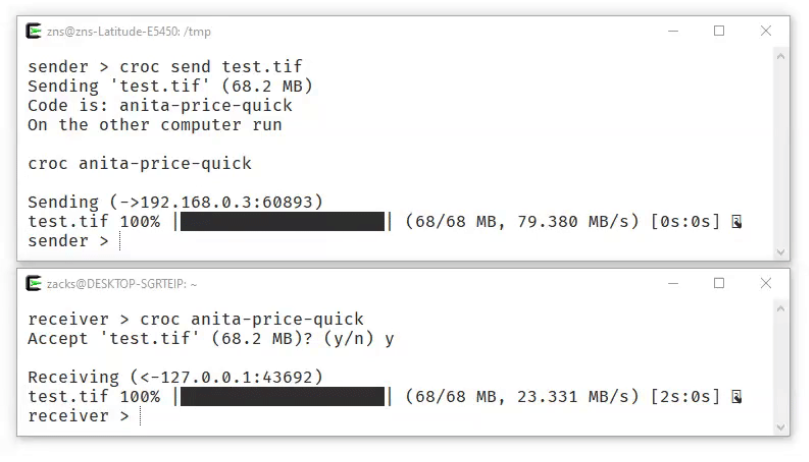 zns@zns-Latitude-E5450: /tmp
sender > croc send test.tif
Sending 'test.tif' (68.2 MB)
Code is: anita-price-quick
On the other computer run
croc anita-price-quick
Sending (->192.168.0.3:60893)
test.tif 100% |████████████████████| (68/68 MB, 79.380 MB/s) [0s:0s]
sender >
zacks@DESKTOP-SGRTEIP: ~
receiver > croc anita-price-quick
Accept 'test.tif' (68.2 MB)? (y/n) y
Receiving (<-127.0.0.1:43692)
test.tif 100% |████████████████████| (68/68 MB, 23.331 MB/s) [2s:0s]
receiver >